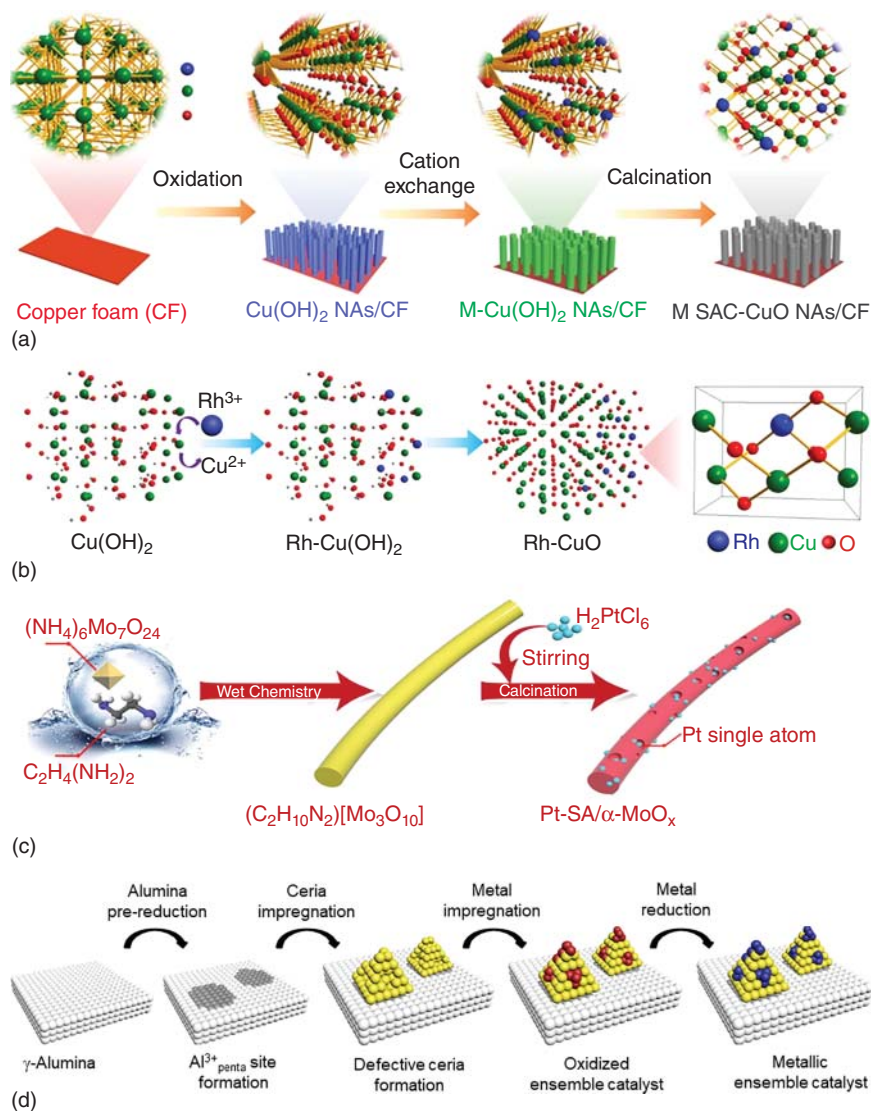 Oxidation
Cation
exchange
Calcination
Copper foam (CF)
Cu(OH)₂ NAs/CF
M-Cu(OH)₂ NAs/CF
M SAC-CuO NAs/CF
(a)
Rh³⁺
Cu²⁺
Cu(OH)₂
Rh-Cu(OH)₂
Rh-CuO
Rh Cu O
(b)
(NH₄)₆Mo₇O₂₄
C₂H₄(NH₂)₂
Wet Chemistry
(C₂H₁₀N₂)[Mo₃O₁₀]
H₂PtCl₆
Stirring
Calcination
Pt single atom
Pt-SA/α-MoOₓ
(c)
Alumina
pre-reduction
Ceria
impregnation
Metal
impregnation
Metal
reduction
γ-Alumina
Al³⁺penta site
formation
Defective ceria
formation
Oxidized
ensemble catalyst
Metallic
ensemble catalyst
(d)